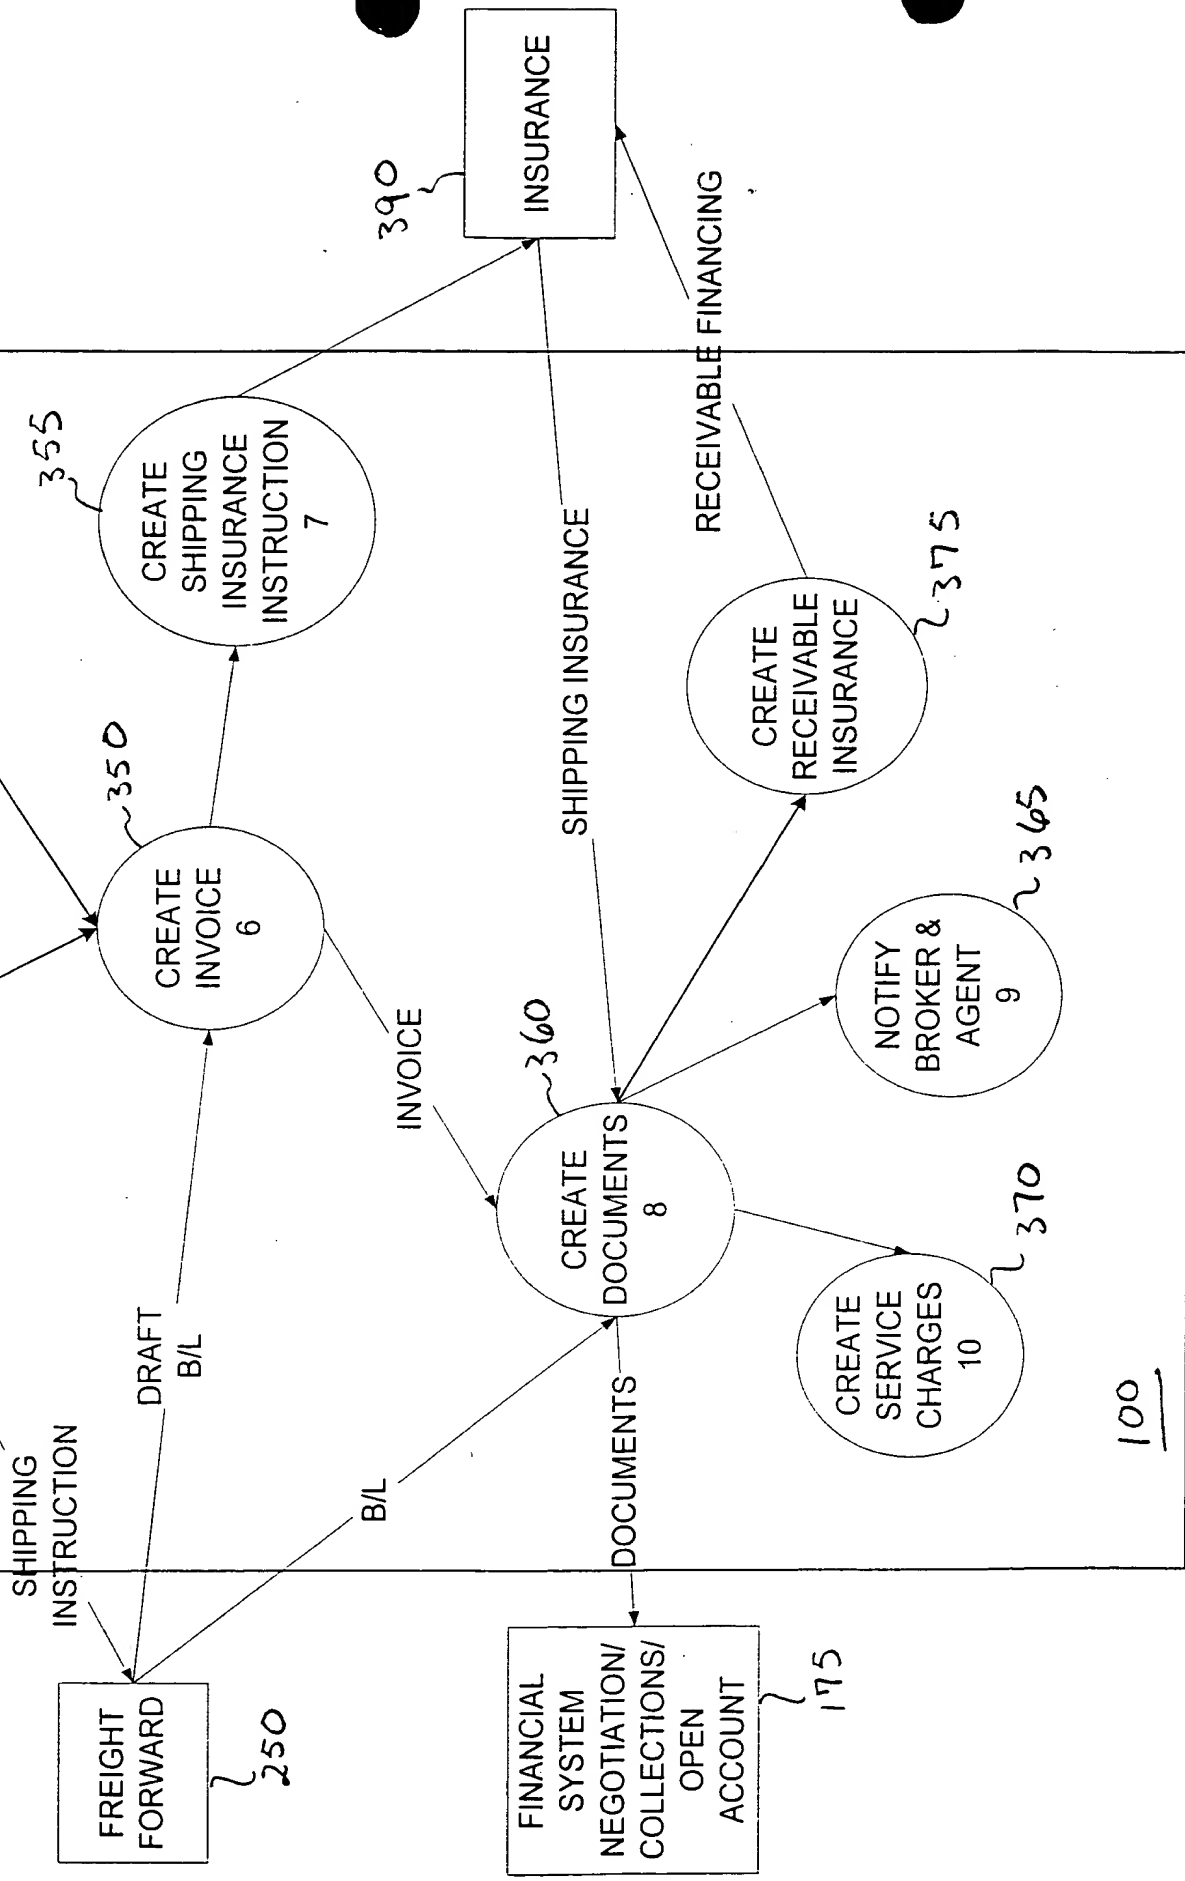 SHIPPING
INSTRUCTION
FREIGHT
FORWARD
250
DRAFT
B/L
CREATE
INVOICE
6
350
CREATE
SHIPPING
INSURANCE
INSTRUCTION
7
355
390
INSURANCE
B/L
INVOICE
360
SHIPPING INSURANCE
RECEIVABLE FINANCING
FINANCIAL
SYSTEM
NEGOTIATION/
COLLECTIONS/
OPEN
ACCOUNT
175
DOCUMENTS
CREATE
DOCUMENTS
8
CREATE
RECEIVABLE
INSURANCE
375
CREATE
SERVICE
CHARGES
10
370
NOTIFY
BROKER &
AGENT
9
365
100